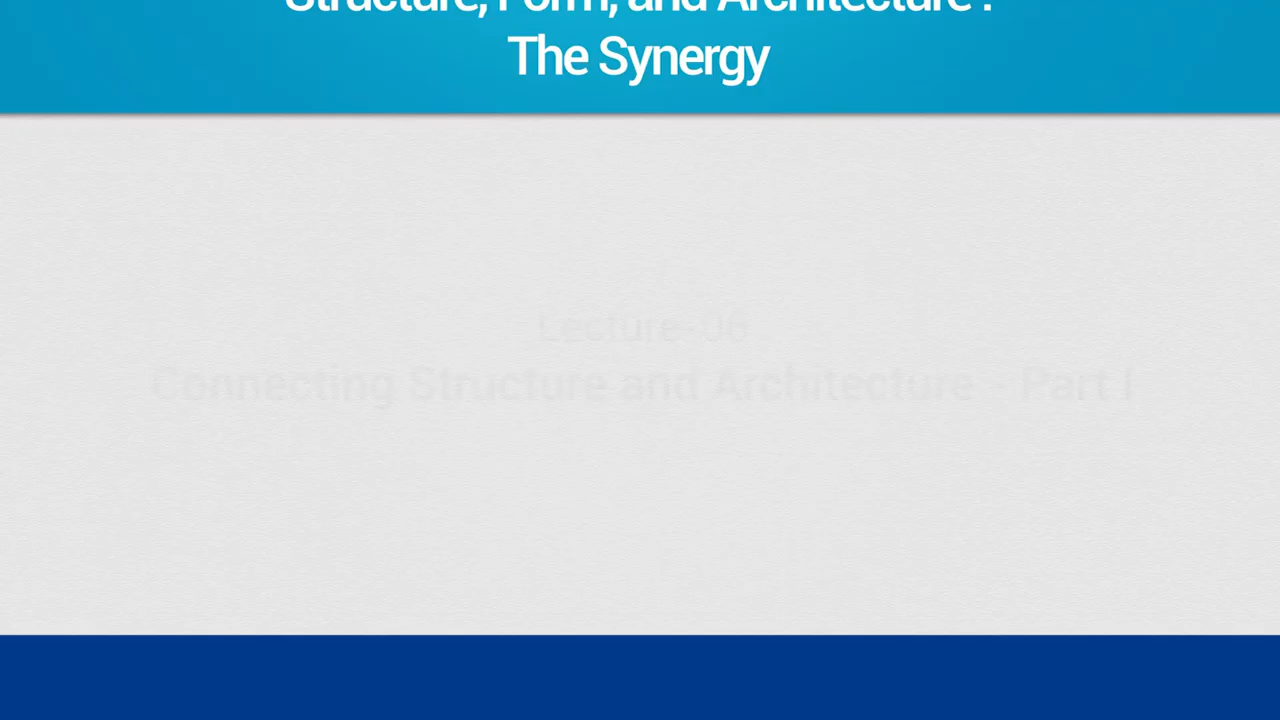 Structure, Form, and Architecture :
The Synergy
Lecture-06
Connecting Structure and Architecture - Part I